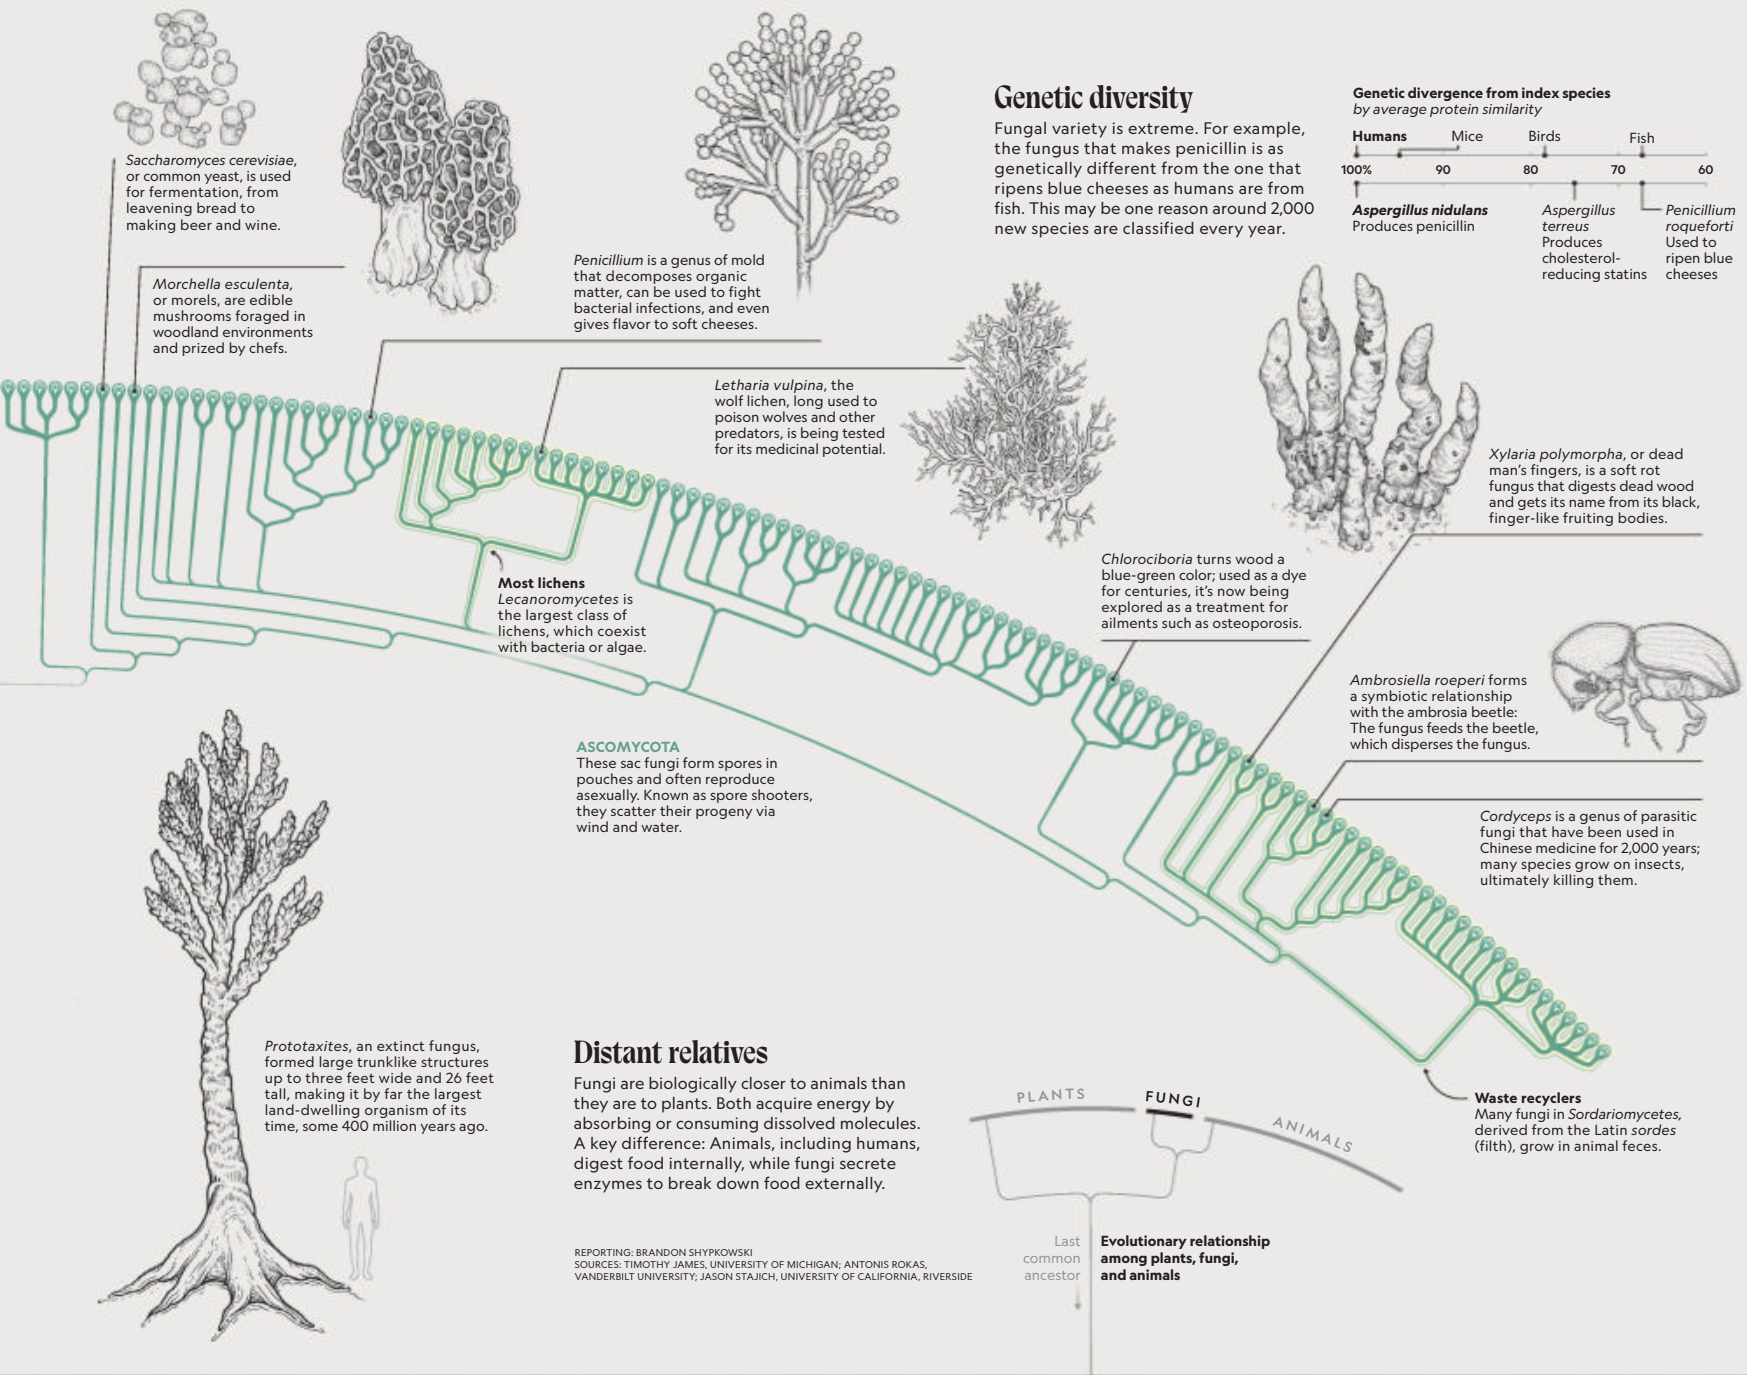 Saccharomyces cerevisiae,
or common yeast, is used
for fermentation, from
leavening bread to
making beer and wine.
Morchella esculenta,
or morels, are edible
mushrooms foraged in
woodland environments
and prized by chefs.
Penicillium is a genus of mold
that decomposes organic
matter, can be used to fight
bacterial infections, and even
gives flavor to soft cheeses.
Genetic diversity
Fungal variety is extreme. For example,
the fungus that makes penicillin is as
genetically different from the one that
ripens blue cheeses as humans are from
fish. This may be one reason around 2,000
new species are classified every year.
Genetic divergence from index species
by average protein similarity
Humans Mice Birds Fish
100% 90 80 70 60
Aspergillus nidulans
Produces penicillin
Aspergillus
terreus
Produces
cholesterol-
reducing statins
Penicillium
roqueforti
Used to
ripen blue
cheeses
Letharia vulpina, the
wolf lichen, long used to
poison wolves and other
predators, is being tested
for its medicinal potential.
Xylaria polymorpha, or dead
man's fingers, is a soft rot
fungus that digests dead wood
and gets its name from its black,
finger-like fruiting bodies.
Chlorociboria turns wood a
blue-green color; used as a dye
for centuries, it's now being
explored as a treatment for
ailments such as osteoporosis.
Most lichens
Lecanoromycetes is
the largest class of
lichens, which coexist
with bacteria or algae.
Ambrosiella roeperi forms
a symbiotic relationship
with the ambrosia beetle:
The fungus feeds the beetle,
which disperses the fungus.
ASCOMYCOTA
These sac fungi form spores in
pouches and often reproduce
asexually. Known as spore shooters,
they scatter their progeny via
wind and water.
Cordyceps is a genus of parasitic
fungi that have been used in
Chinese medicine for 2,000 years;
many species grow on insects,
ultimately killing them.
Prototaxites, an extinct fungus,
formed large trunklike structures
up to three feet wide and 26 feet
tall, making it by far the largest
land-dwelling organism of its
time, some 400 million years ago.
Distant relatives
Fungi are biologically closer to animals than
they are to plants. Both acquire energy by
absorbing or consuming dissolved molecules.
A key difference: Animals, including humans,
digest food internally, while fungi secrete
enzymes to break down food externally.
PLANTS
FUNGI
ANIMALS
Waste recyclers
Many fungi in Sordariomycetes,
derived from the Latin sordes
(filth), grow in animal feces.
Last
common
ancestor
Evolutionary relationship
among plants, fungi,
and animals
REPORTING: BRANDON SHYPKOWSKI
SOURCES: TIMOTHY JAMES, UNIVERSITY OF MICHIGAN; ANTONIS ROKAS,
VANDERBILT UNIVERSITY; JASON STAJICH, UNIVERSITY OF CALIFORNIA, RIVERSIDE